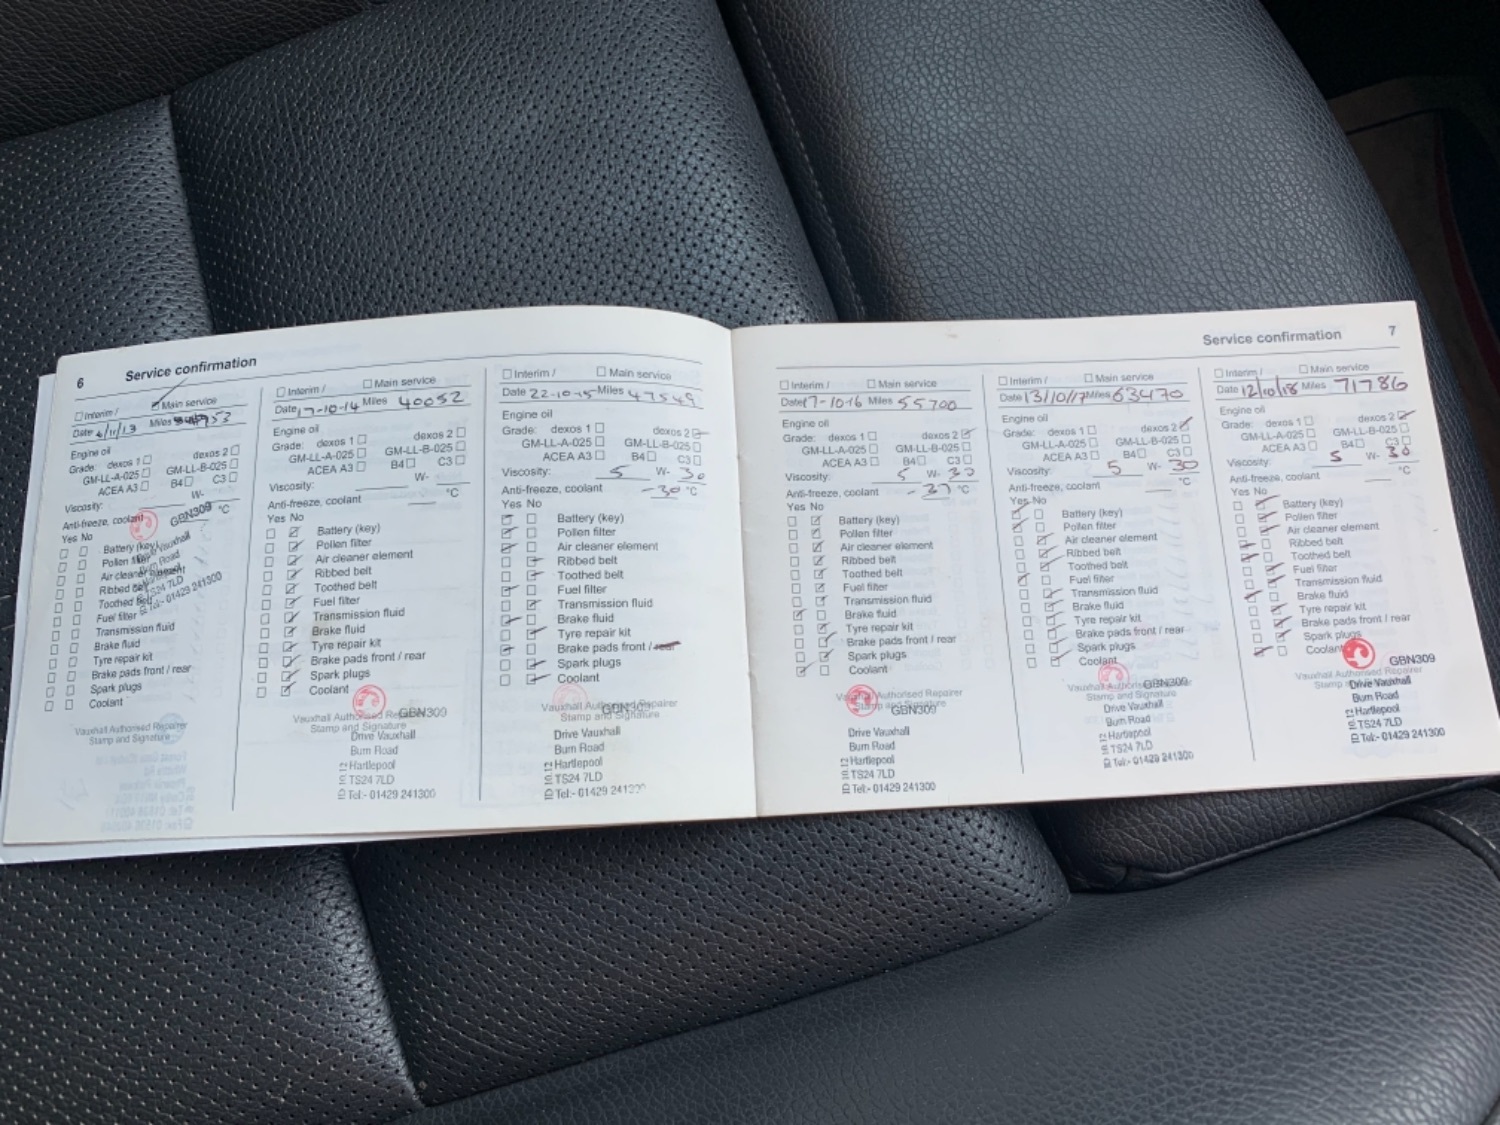 6 Service confirmation
Interim / Main service
Date 4/11/13 Miles
Engine oil
Grade: dexos 1 dexos 2
GM-LL-A-025 GM-LL-B-025
ACEA A3 B4 C3
Viscosity: W-
Anti-freeze, coolant °C
GBN309
Yes No
Battery (key)
Pollen filter
Air cleaner element
Ribbed belt
Toothed belt
Fuel filter
Transmission fluid
Brake fluid
Tyre repair kit
Brake pads front / rear
Spark plugs
Coolant
Burn Road
TS24 7LD
Tel:- 01429 241300
Vauxhall Authorised Repairer
Stamp and Signature
Interim / Main service
Date 17-10-14 Miles 40052
Engine oil
Grade: dexos 1 dexos 2
GM-LL-A-025 GM-LL-B-025
ACEA A3 B4 C3
Viscosity: W-
Anti-freeze, coolant °C
Yes No
Battery (key)
Pollen filter
Air cleaner element
Ribbed belt
Toothed belt
Fuel filter
Transmission fluid
Brake fluid
Tyre repair kit
Brake pads front / rear
Spark plugs
Coolant
Vauxhall Authorised Repairer
GBN309
Stamp and Signature
Drive Vauxhall
Burn Road
Hartlepool
TS24 7LD
Tel:- 01429 241300
Interim / Main service
Date 22-10-15 Miles 47549
Engine oil
Grade: dexos 1 dexos 2
GM-LL-A-025 GM-LL-B-025
ACEA A3 B4 C3
Viscosity: 5 W- 30
Anti-freeze, coolant -30 °C
Yes No
Battery (key)
Pollen filter
Air cleaner element
Ribbed belt
Toothed belt
Fuel filter
Transmission fluid
Brake fluid
Tyre repair kit
Brake pads front / rear
Spark plugs
Coolant
Vauxhall Authorised Repairer
GBN309
Stamp and Signature
Drive Vauxhall
Burn Road
Hartlepool
TS24 7LD
Tel:- 01429
Service confirmation 7
Interim / Main service
Date 17-10-16 Miles 55700
Engine oil
Grade: dexos 1 dexos 2
GM-LL-A-025 GM-LL-B-025
ACEA A3 B4 C3
Viscosity: 5 W- 30
Anti-freeze, coolant -37 °C
Yes No
Battery (key)
Pollen filter
Air cleaner element
Ribbed belt
Toothed belt
Fuel filter
Transmission fluid
Brake fluid
Tyre repair kit
Brake pads front / rear
Spark plugs
Coolant
Vauxhall Authorised Repairer
Stamp and Signature
GBN309
Drive Vauxhall
Burn Road
Hartlepool
TS24 7LD
Tel:- 01429 241300
Interim / Main service
Date 13/10/17 Miles 63470
Engine oil
Grade: dexos 1 dexos 2
GM-LL-A-025 GM-LL-B-025
ACEA A3 B4 C3
Viscosity: 5 W- 30
Anti-freeze, coolant °C
Yes No
Battery (key)
Pollen filter
Air cleaner element
Ribbed belt
Toothed belt
Fuel filter
Transmission fluid
Brake fluid
Tyre repair kit
Brake pads front / rear
Spark plugs
Coolant
Vauxhall Authorised Repairer
GBN309
Stamp and Signature
Drive Vauxhall
Burn Road
Hartlepool
TS24 7LD
Tel:- 01429 241300
Interim / Main service
Date 12/10/18 Miles 71786
Engine oil
Grade: dexos 1 dexos 2
GM-LL-A-025 GM-LL-B-025
ACEA A3 B4 C3
Viscosity: 5 W- 30
Anti-freeze, coolant °C
Yes No
Battery (key)
Pollen filter
Air cleaner element
Ribbed belt
Toothed belt
Fuel filter
Transmission fluid
Brake fluid
Tyre repair kit
Brake pads front / rear
Spark plugs
Coolant
GBN309
Drive Vauxhall
Burn Road
Hartlepool
TS24 7LD
Tel:- 01429 241300